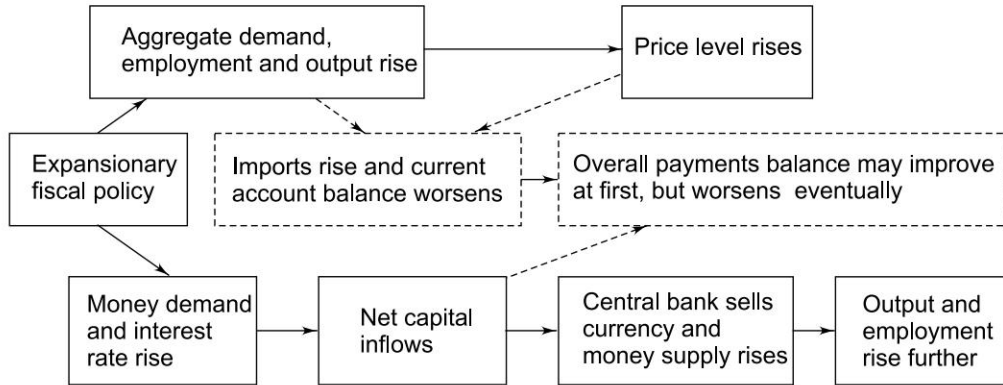 Aggregate demand,
employment and output rise
Price level rises
Expansionary
fiscal policy
Imports rise and current
account balance worsens
Overall payments balance may improve
at first, but worsens eventually
Money demand
and interest
rate rise
Net capital
inflows
Central bank sells
currency and
money supply rises
Output and
employment
rise further